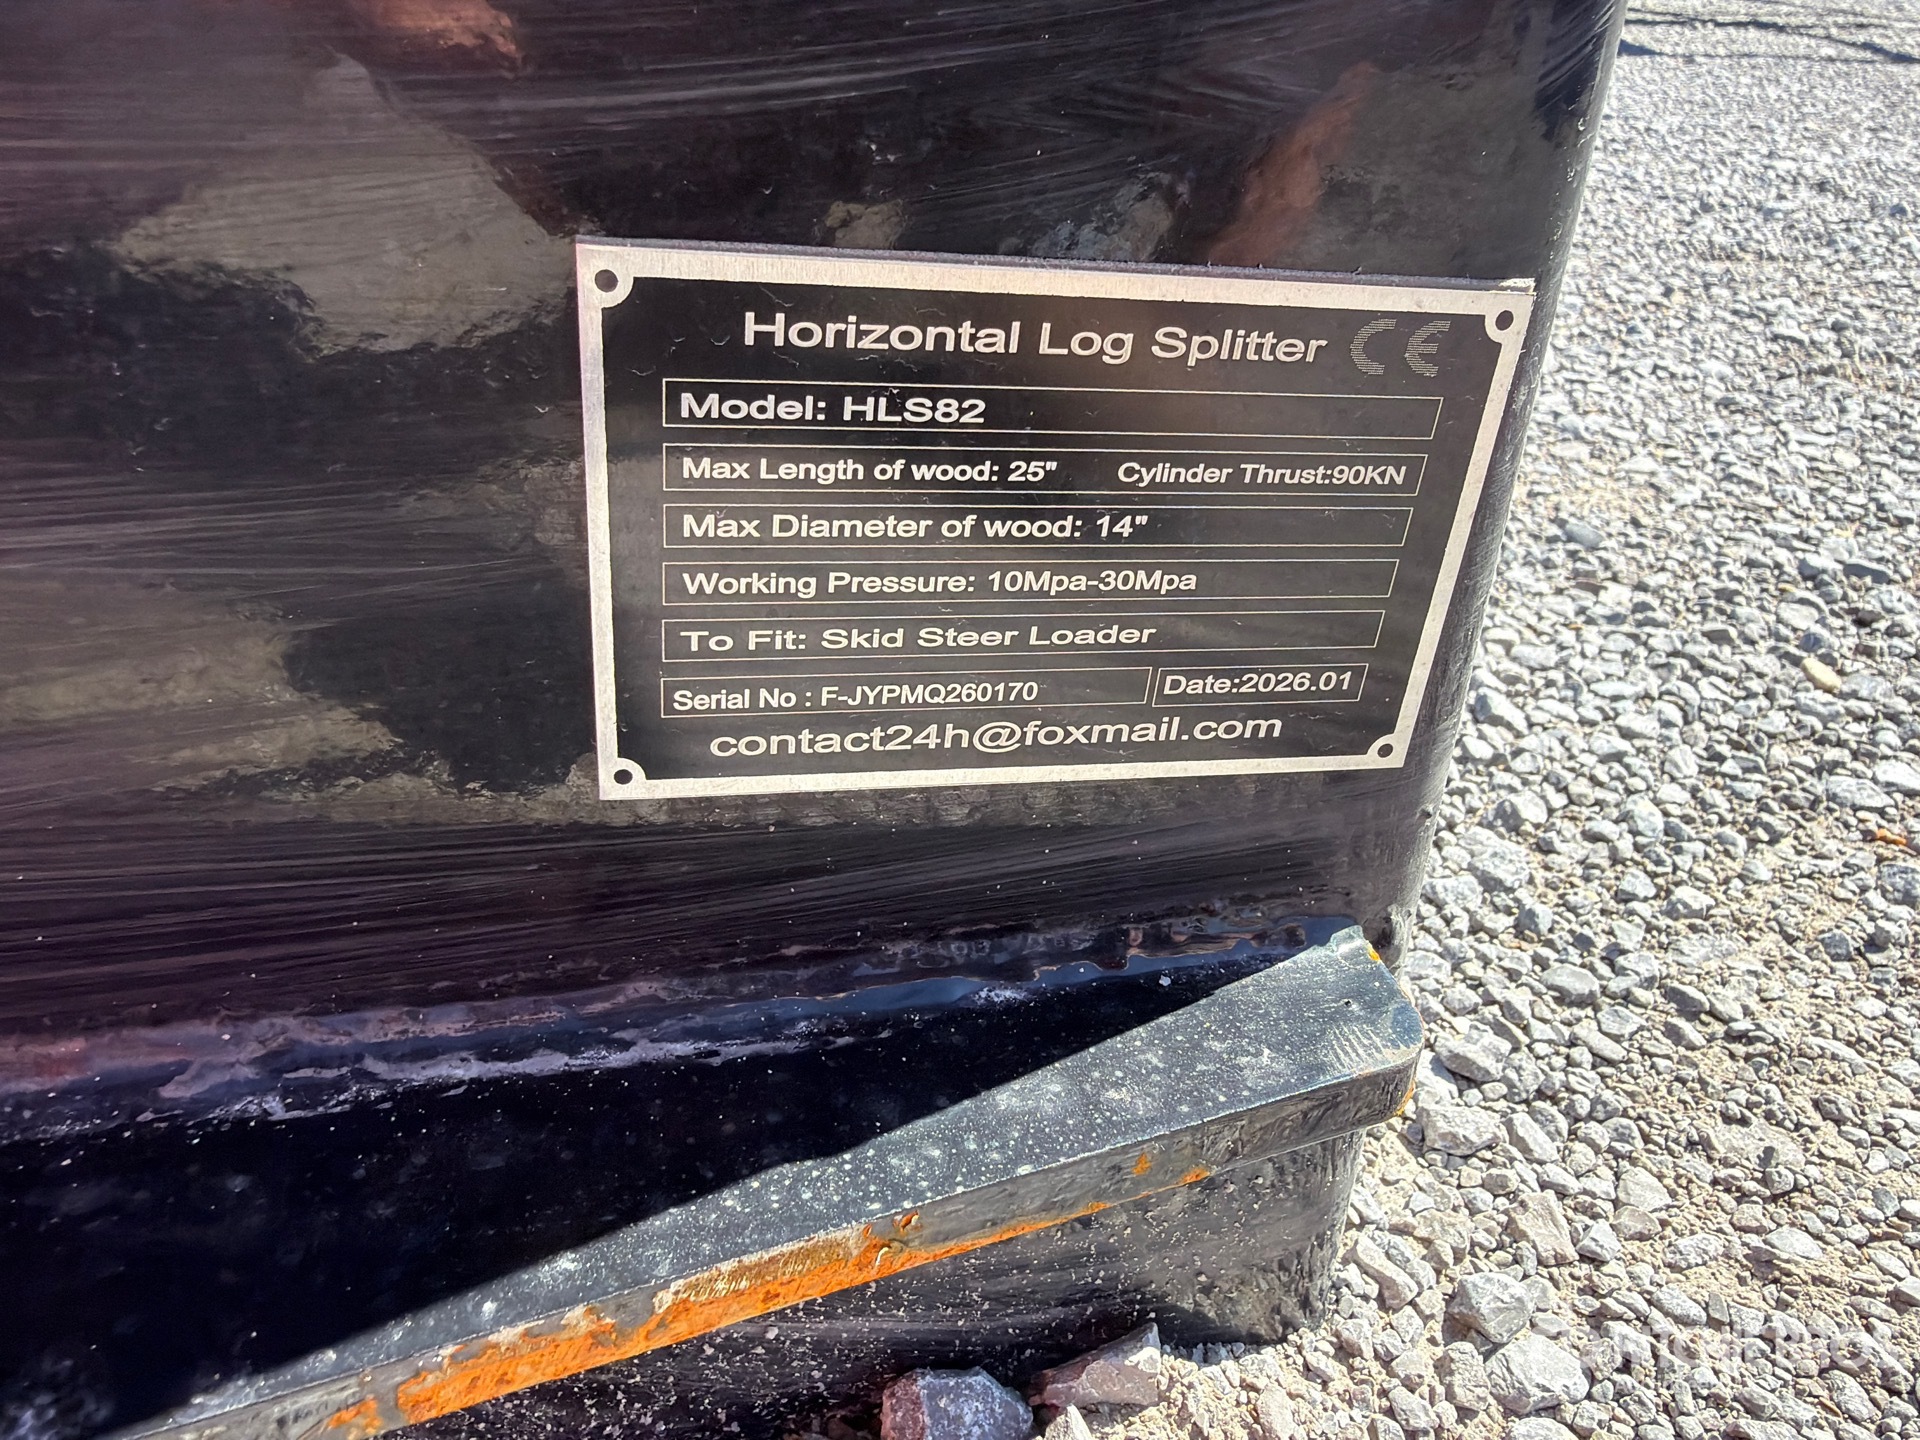 Horizontal Log Splitter CE
Model: HLS82
Max Length of wood: 25" Cylinder Thrust:90KN
Max Diameter of wood: 14"
Working Pressure: 10Mpa-30Mpa
To Fit: Skid Steer Loader
Serial No : F-JYPMQ260170 Date:2026.01
contact24h@foxmail.com